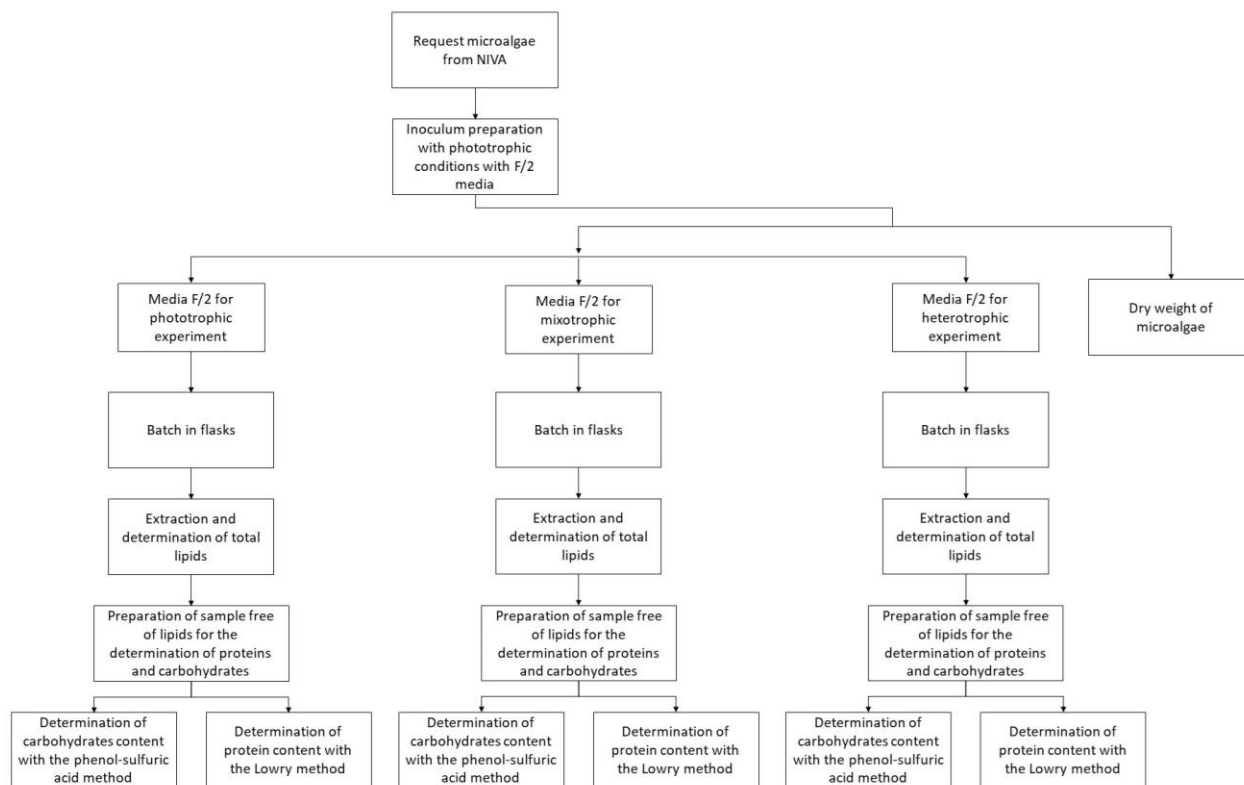 Request microalgae
from NIVA
Inoculum preparation
with phototrophic
conditions with F/2
media
Media F/2 for
phototrophic
experiment
Media F/2 for
mixotrophic
experiment
Media F/2 for
heterotrophic
experiment
Dry weight of
microalgae
Batch in flasks
Batch in flasks
Batch in flasks
Extraction and
determination of total
lipids
Extraction and
determination of total
lipids
Extraction and
determination of total
lipids
Preparation of sample free
of lipids for the
determination of proteins
and carbohydrates
Preparation of sample free
of lipids for the
determination of proteins
and carbohydrates
Preparation of sample free
of lipids for the
determination of proteins
and carbohydrates
Determination of
carbohydrates content
with the phenol-sulfuric
acid method
Determination of
protein content with
the Lowry method
Determination of
carbohydrates content
with the phenol-sulfuric
acid method
Determination of
protein content with
the Lowry method
Determination of
carbohydrates content
with the phenol-sulfuric
acid method
Determination of
protein content with
the Lowry method